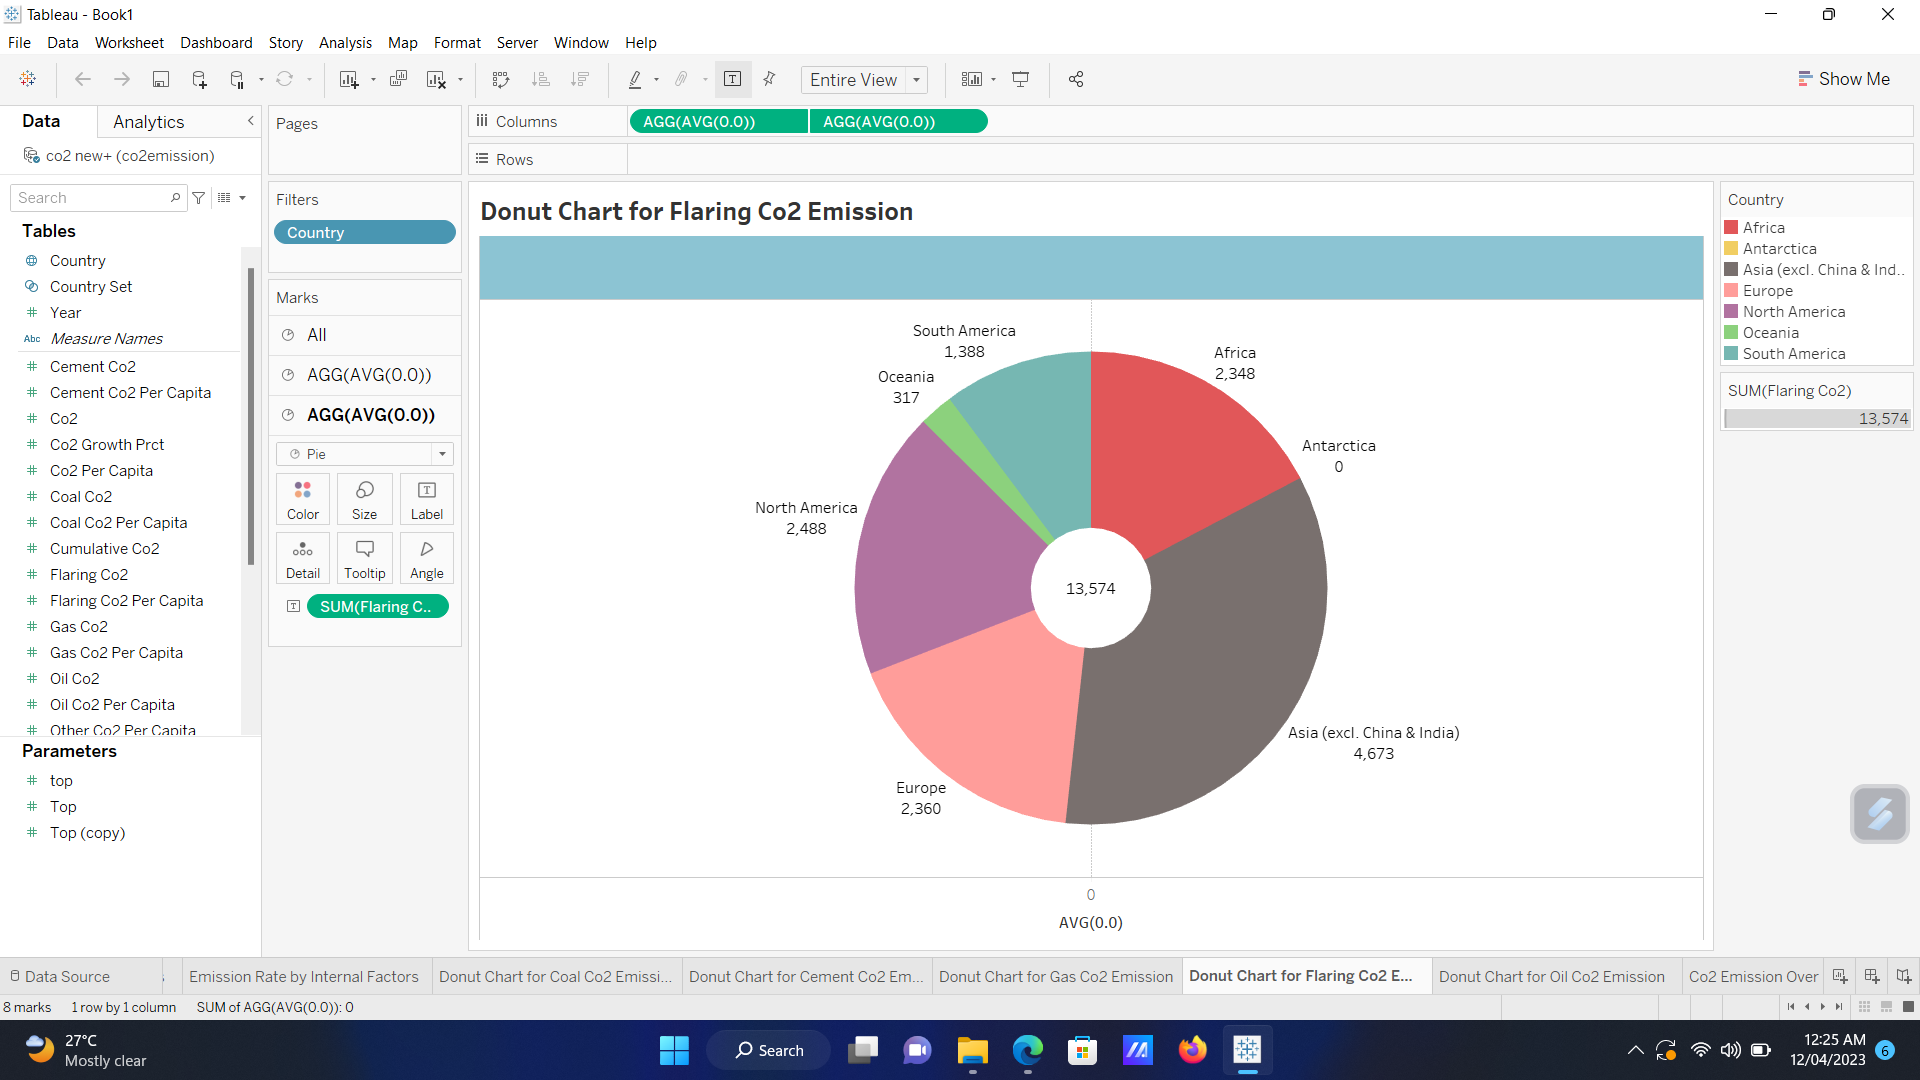 Tableau - Book1
File Data Worksheet Dashboard Story Analysis Map Format Server Window Help
Entire View
Show Me
Data Analytics
co2 new+ (co2emission)
Search
Tables
Country
Country Set
Year
Abc Measure Names
Cement Co2
Cement Co2 Per Capita
Co2
Co2 Growth Prct
Co2 Per Capita
Coal Co2
Coal Co2 Per Capita
Cumulative Co2
Flaring Co2
Flaring Co2 Per Capita
Gas Co2
Gas Co2 Per Capita
Oil Co2
Oil Co2 Per Capita
Other Co2 Per Capita
Parameters
top
Top
Top (copy)
Pages
Filters
Country
Marks
All
AGG(AVG(0.0))
AGG(AVG(0.0))
Pie
Color Size Label
Detail Tooltip Angle
SUM(Flaring C..
Columns AGG(AVG(0.0)) AGG(AVG(0.0))
Rows
Donut Chart for Flaring Co2 Emission
South America
1,388
Oceania
317
Africa
2,348
Antarctica
0
North America
2,488
13,574
Asia (excl. China & India)
4,673
Europe
2,360
0
AVG(0.0)
Country
Africa
Antarctica
Asia (excl. China & Ind..
Europe
North America
Oceania
South America
SUM(Flaring Co2)
13,574
Data Source Emission Rate by Internal Factors Donut Chart for Coal Co2 Emissi... Donut Chart for Cement Co2 Em... Donut Chart for Gas Co2 Emission Donut Chart for Flaring Co2 E... Donut Chart for Oil Co2 Emission Co2 Emission Over
8 marks 1 row by 1 column SUM of AGG(AVG(0.0)): 0
27°C
Mostly clear
Search
12:25 AM
12/04/2023
6